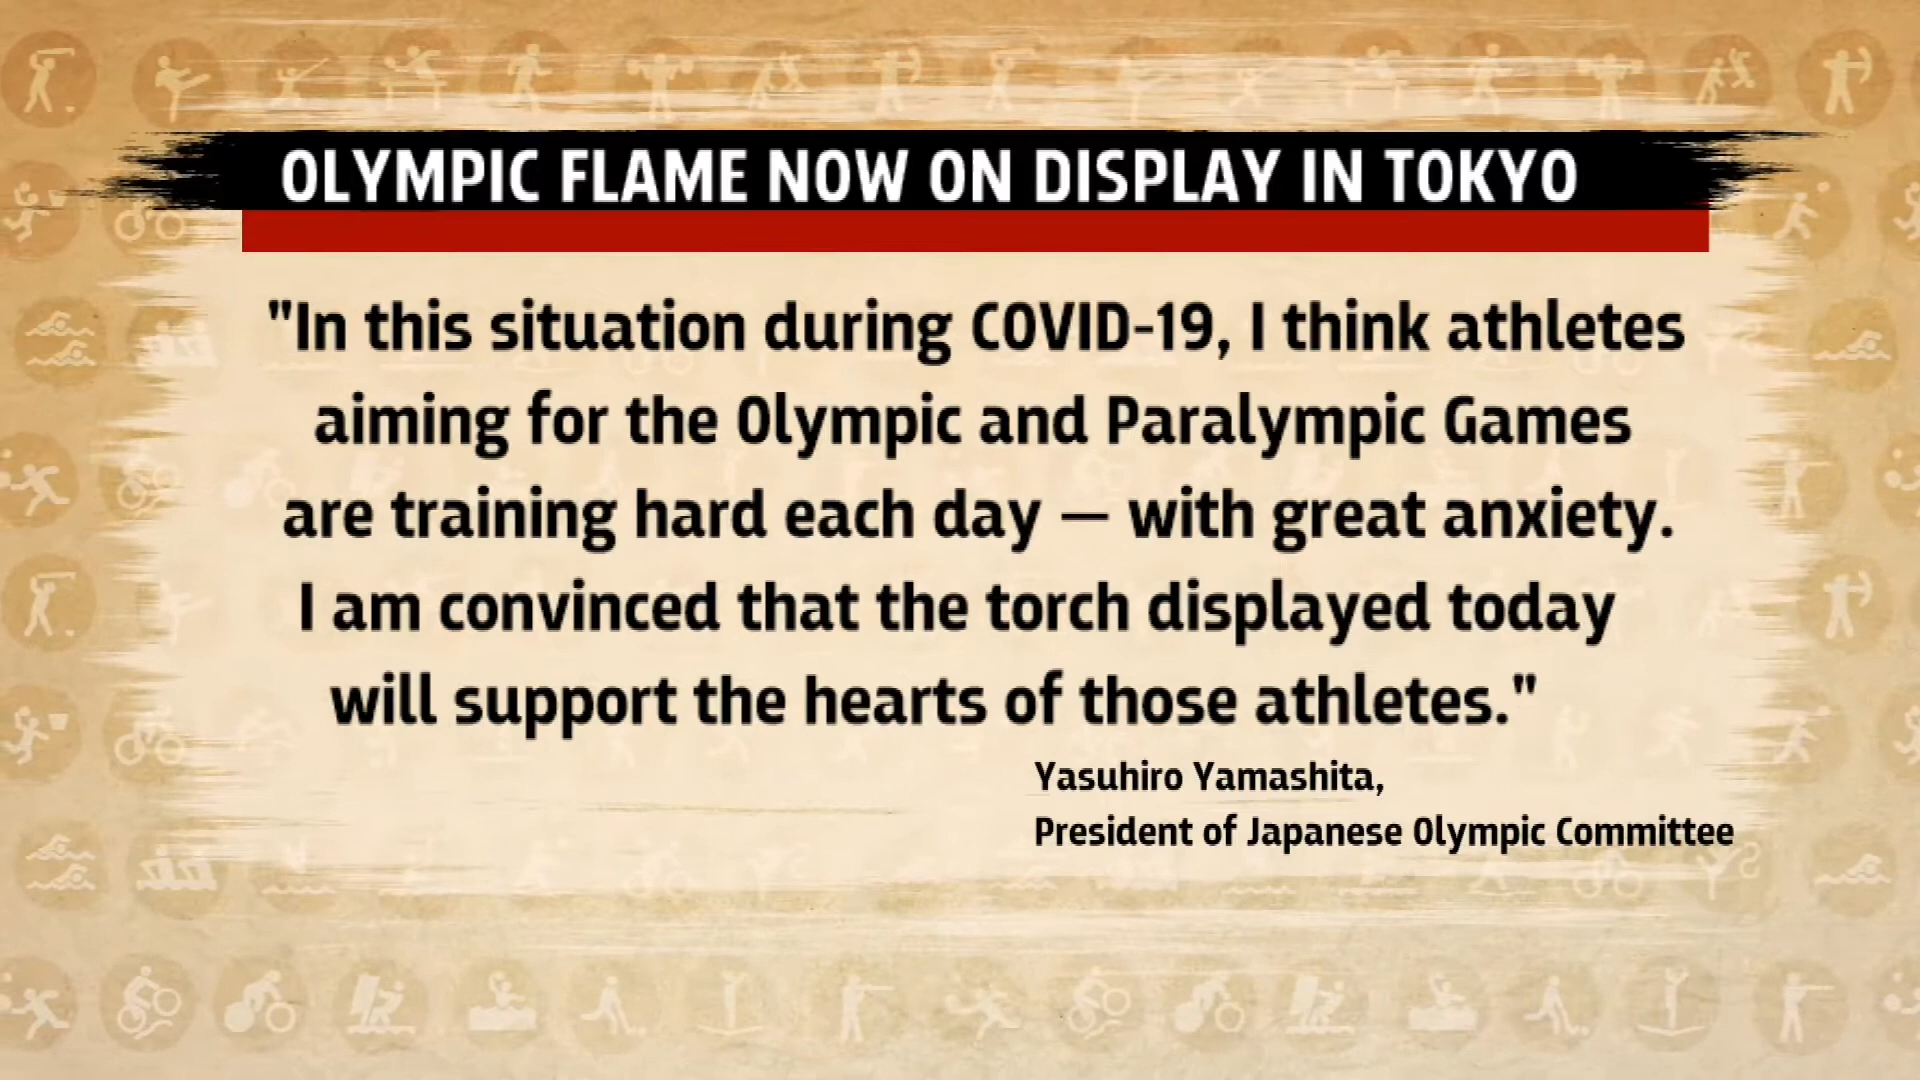 OLYMPIC FLAME NOW ON DISPLAY IN TOKYO
"In this situation during COVID-19, I think athletes
aiming for the Olympic and Paralympic Games
are training hard each day — with great anxiety.
I am convinced that the torch displayed today
will support the hearts of those athletes."
Yasuhiro Yamashita,
President of Japanese Olympic Committee